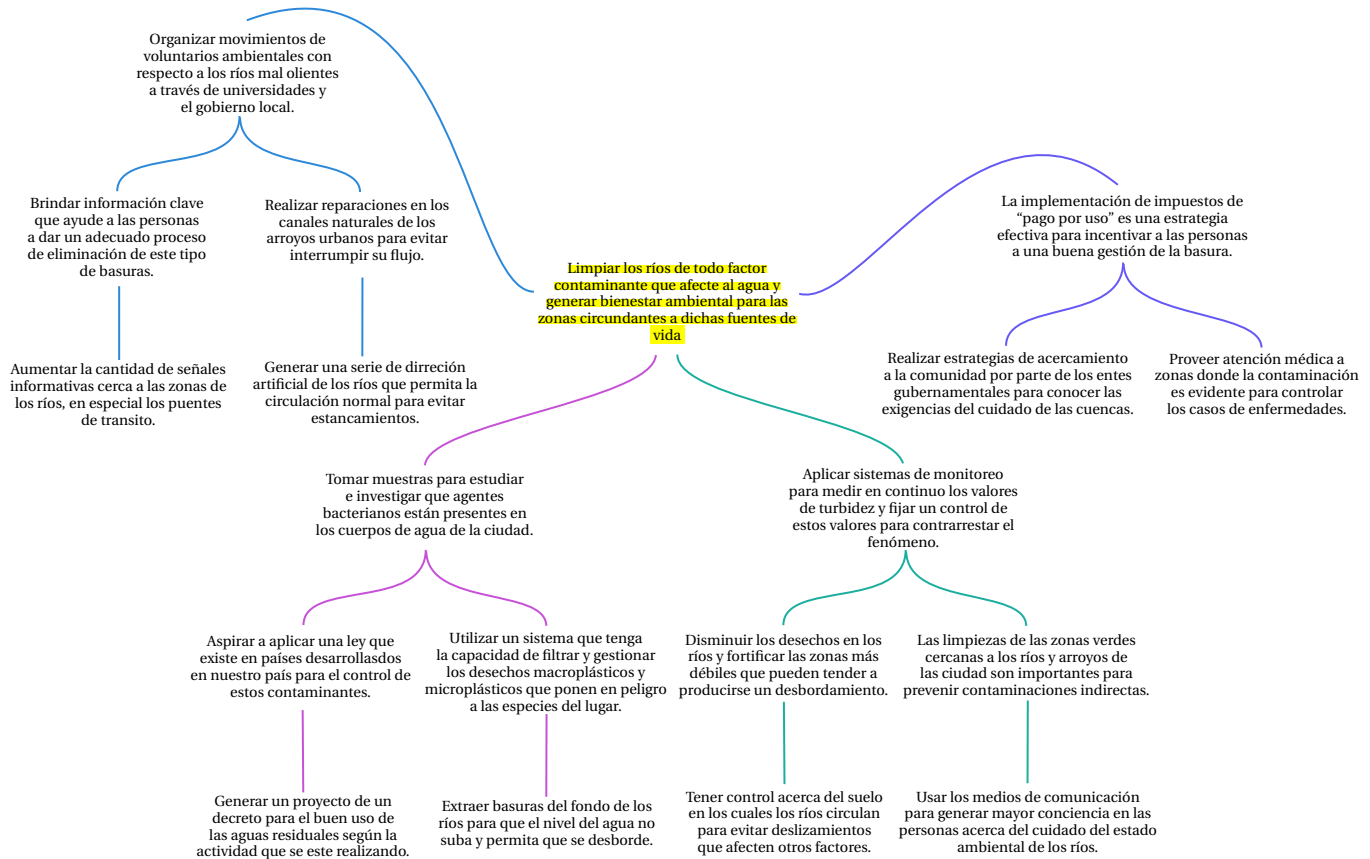 Organizar movimientos de
voluntarios ambientales con
respecto a los ríos mal olientes
a través de universidades y
el gobierno local.
Brindar información clave
que ayude a las personas
a dar un adecuado proceso
de eliminación de este tipo
de basuras.
Realizar reparaciones en los
canales naturales de los
arroyos urbanos para evitar
interrumpir su flujo.
Aumentar la cantidad de señales
informativas cerca a las zonas de
los ríos, en especial los puentes
de transito.
Generar una serie de dirreción
artificial de los ríos que permita la
circulación normal para evitar
estancamientos.
Limpiar los ríos de todo factor
contaminante que afecte al agua y
generar bienestar ambiental para las
zonas circundantes a dichas fuentes de
vida
La implementación de impuestos de
“pago por uso” es una estrategia
efectiva para incentivar a las personas
a una buena gestión de la basura.
Realizar estrategias de acercamiento
a la comunidad por parte de los entes
gubernamentales para conocer las
exigencias del cuidado de las cuencas.
Proveer atención médica a
zonas donde la contaminación
es evidente para controlar
los casos de enfermedades.
Tomar muestras para estudiar
e investigar que agentes
bacterianos están presentes en
los cuerpos de agua de la ciudad.
Aspirar a aplicar una ley que
existe en países desarrollasdos
en nuestro país para el control de
estos contaminantes.
Utilizar un sistema que tenga
la capacidad de filtrar y gestionar
los desechos macroplásticos y
microplásticos que ponen en peligro
a las especies del lugar.
Generar un proyecto de un
decreto para el buen uso de
las aguas residuales según la
actividad que se este realizando.
Extraer basuras del fondo de los
ríos para que el nivel del agua no
suba y permita que se desborde.
Aplicar sistemas de monitoreo
para medir en continuo los valores
de turbidez y fijar un control de
estos valores para contrarrestar el
fenómeno.
Disminuir los desechos en los
ríos y fortificar las zonas más
débiles que pueden tender a
producirse un desbordamiento.
Las limpiezas de las zonas verdes
cercanas a los ríos y arroyos de
las ciudad son importantes para
prevenir contaminaciones indirectas.
Tener control acerca del suelo
en los cuales los ríos circulan
para evitar deslizamientos
que afecten otros factores.
Usar los medios de comunicación
para generar mayor conciencia en las
personas acerca del cuidado del estado
ambiental de los ríos.